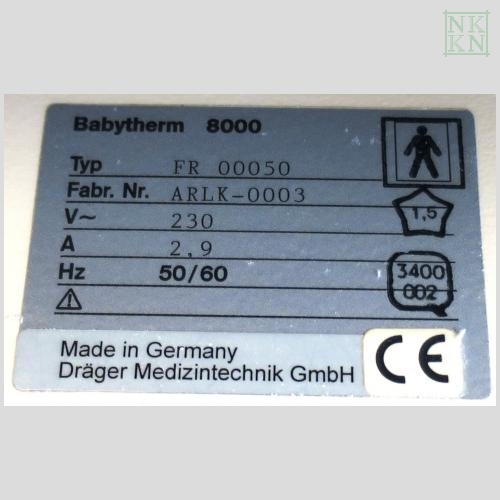 NK
KN
Babytherm 8000
Typ FR 00050
Fabr. Nr. ARLK-0003
V~ 230
1,5
A 2,9
Hz 50/60
3400
002
Made in Germany
Dräger Medizintechnik GmbH
CE